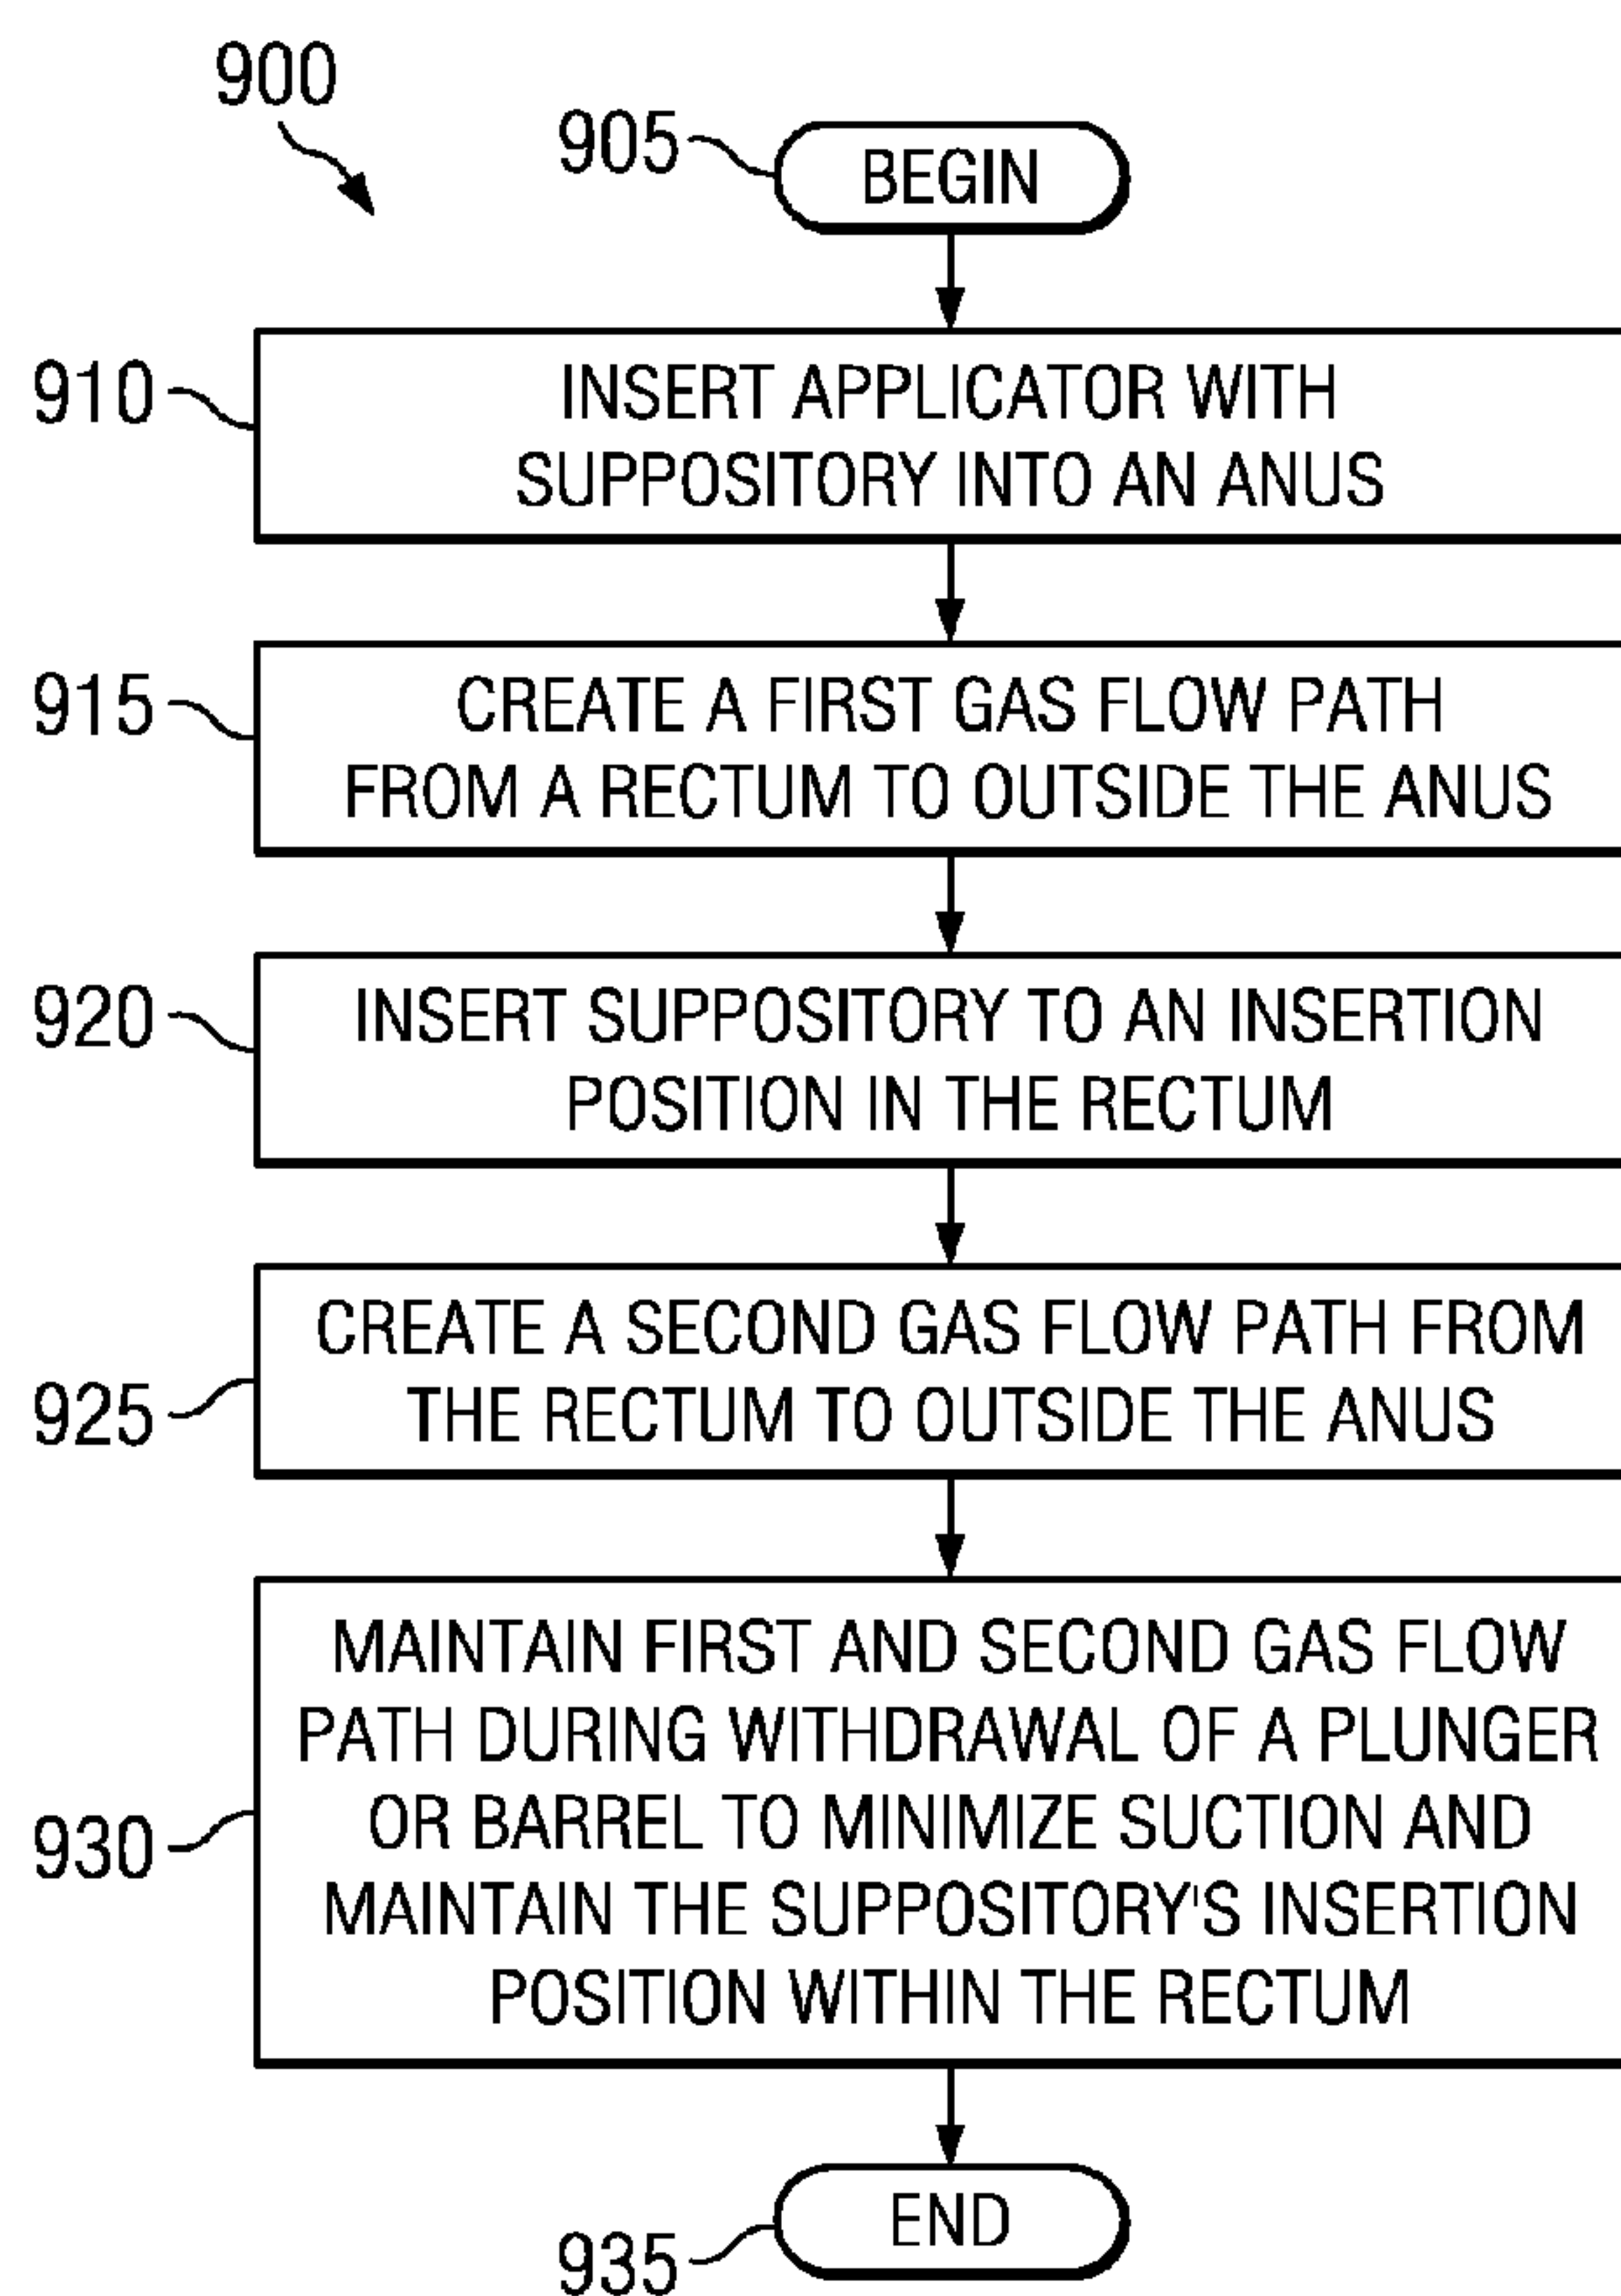 900
905
BEGIN
910
INSERT APPLICATOR WITH
SUPPOSITORY INTO AN ANUS
915
CREATE A FIRST GAS FLOW PATH
FROM A RECTUM TO OUTSIDE THE ANUS
920
INSERT SUPPOSITORY TO AN INSERTION
POSITION IN THE RECTUM
925
CREATE A SECOND GAS FLOW PATH FROM
THE RECTUM TO OUTSIDE THE ANUS
930
MAINTAIN FIRST AND SECOND GAS FLOW
PATH DURING WITHDRAWAL OF A PLUNGER
OR BARREL TO MINIMIZE SUCTION AND
MAINTAIN THE SUPPOSITORY'S INSERTION
POSITION WITHIN THE RECTUM
END
935